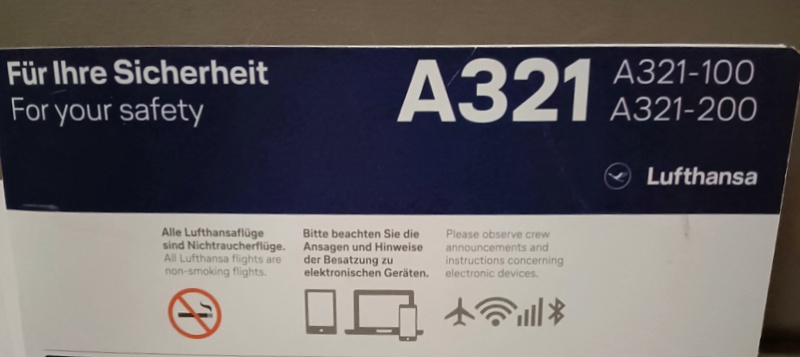 Für Ihre Sicherheit
For your safety
A321
A321-100
A321-200
Lufthansa
Alle Lufthansaflüge
sind Nichtraucherflüge.
All Lufthansa flights are
non-smoking flights.
Bitte beachten Sie die
Ansagen und Hinweise
der Besatzung zu
elektronischen Geräten.
Please observe crew
announcements and
instructions concerning
electronic devices.